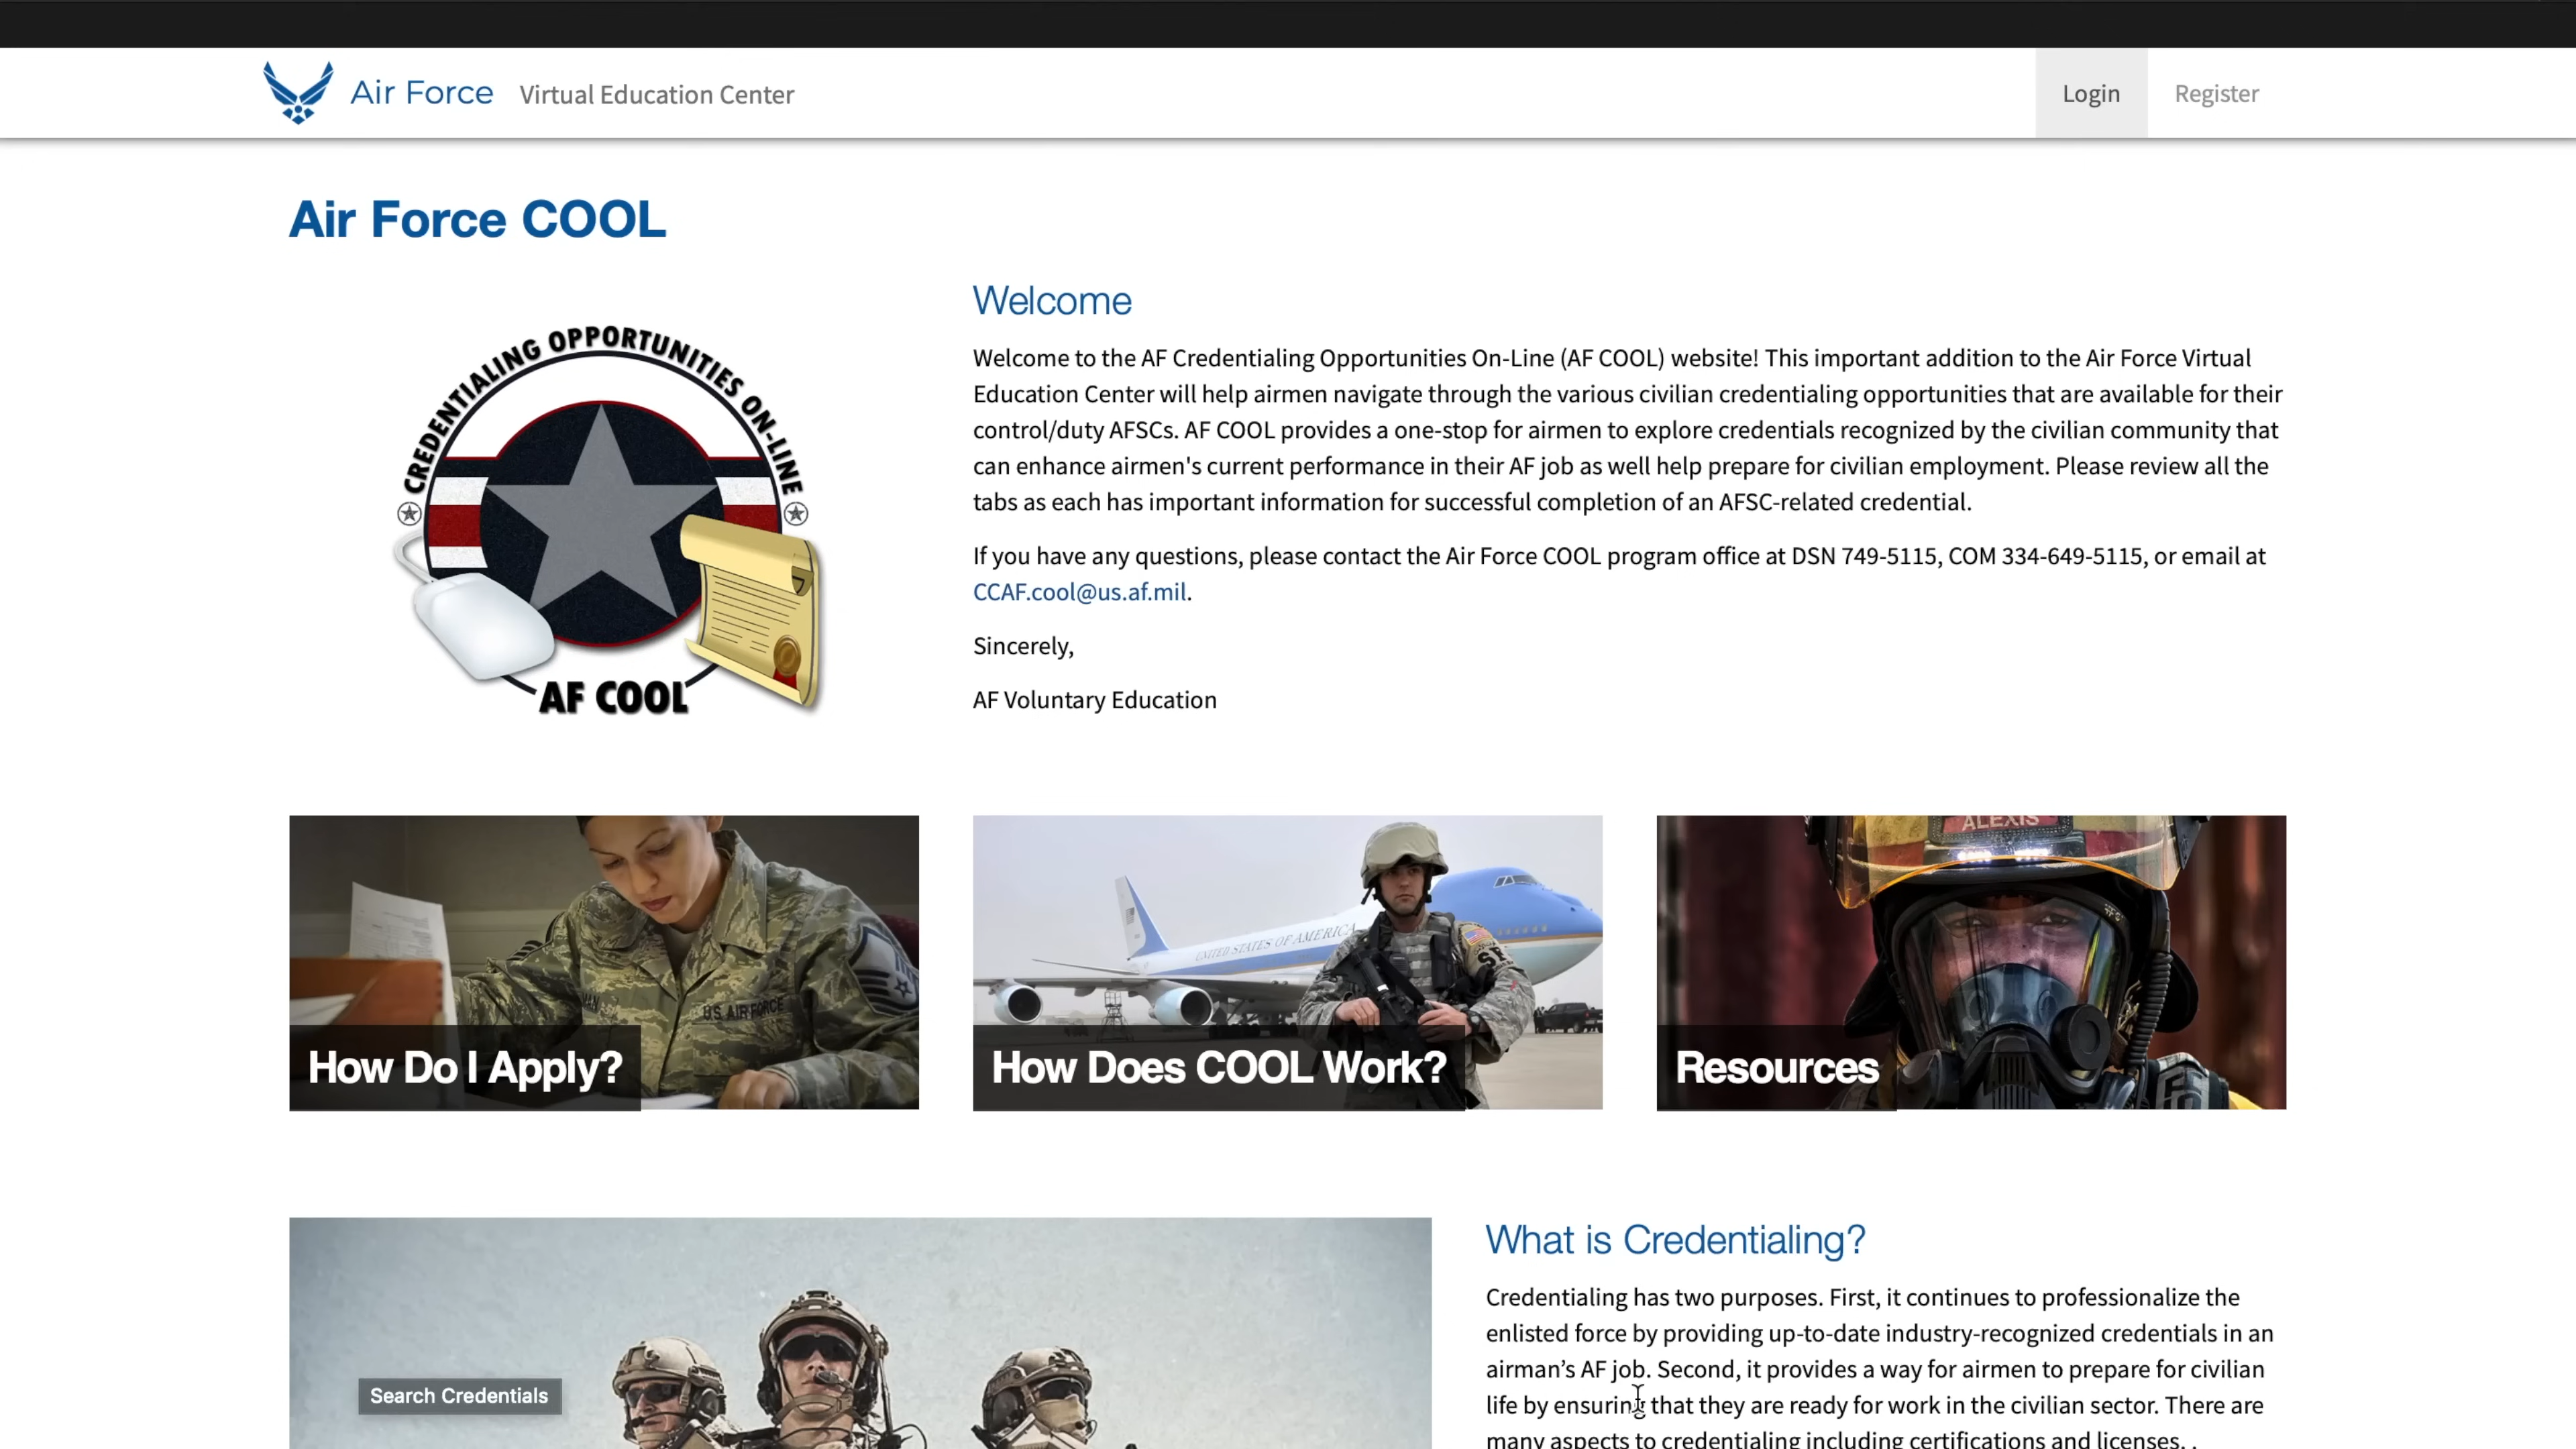 Air Force Virtual Education Center
Login
Register
Air Force COOL
CREDENTIALING OPPORTUNITIES ON-LINE
AF COOL
Welcome
Welcome to the AF Credentialing Opportunities On-Line (AF COOL) website! This important addition to the Air Force Virtual
Education Center will help airmen navigate through the various civilian credentialing opportunities that are available for their
control/duty AFSCs. AF COOL provides a one-stop for airmen to explore credentials recognized by the civilian community that
can enhance airmen's current performance in their AF job as well help prepare for civilian employment. Please review all the
tabs as each has important information for successful completion of an AFSC-related credential.
If you have any questions, please contact the Air Force COOL program office at DSN 749-5115, COM 334-649-5115, or email at
CCAF.cool@us.af.mil.
Sincerely,
AF Voluntary Education
U.S. AIR FORCE
How Do I Apply?
UNITED STATES OF AMERICA
SF
How Does COOL Work?
ALEXIS
Resources
Search Credentials
What is Credentialing?
Credentialing has two purposes. First, it continues to professionalize the
enlisted force by providing up-to-date industry-recognized credentials in an
airman’s AF job. Second, it provides a way for airmen to prepare for civilian
life by ensuring that they are ready for work in the civilian sector. There are
many aspects to credentialing including certifications and licenses. .